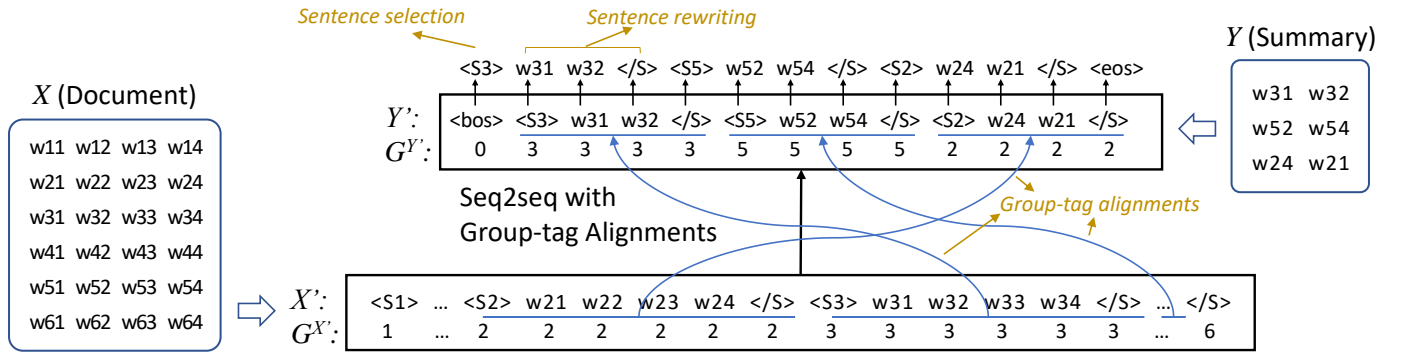 Sentence selection
Sentence rewriting
<S3> w31 w32 </S> <S5> w52 w54 </S> <S2> w24 w21 </S> <eos>
Y (Summary)
w31 w32
w52 w54
w24 w21
X (Document)
w11 w12 w13 w14
w21 w22 w23 w24
w31 w32 w33 w34
w41 w42 w43 w44
w51 w52 w53 w54
w61 w62 w63 w64
Y’: <bos> <S3> w31 w32 </S> <S5> w52 w54 </S> <S2> w24 w21 </S>
G^Y’: 0 3 3 3 3 5 5 5 5 2 2 2 2
Seq2seq with
Group-tag Alignments
Group-tag alignments
X’: <S1> ... <S2> w21 w22 w23 w24 </S> <S3> w31 w32 w33 w34 </S> ... </S>
G^X’: 1 ... 2 2 2 2 2 2 3 3 3 3 3 3 ... 6